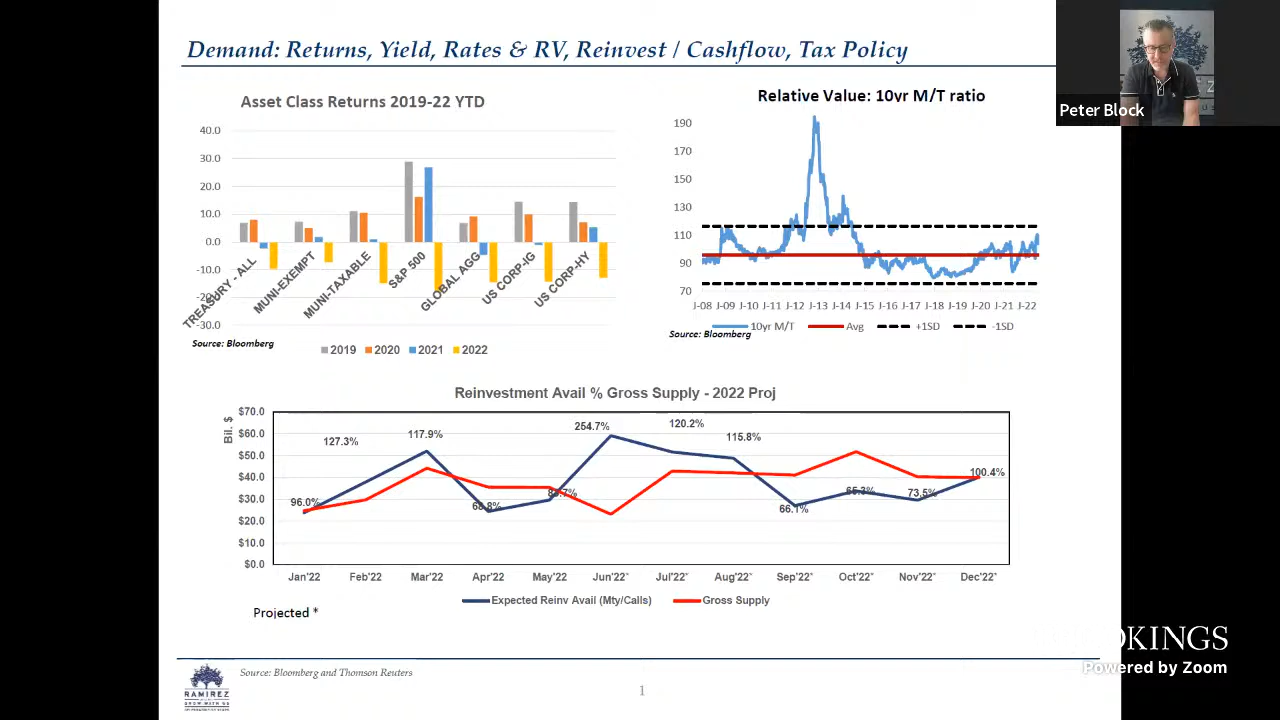 Demand: Returns, Yield, Rates & RV, Reinvest / Cashflow, Tax Policy
Peter Block
Asset Class Returns 2019-22 YTD
40.0
30.0
20.0
10.0
0.0
-10.0
-20.0
-30.0
TREASURY - ALL
MUNI-EXEMPT
MUNI-TAXABLE
S&P 500
GLOBAL AGG
US CORP-IG
US CORP-HY
Source: Bloomberg
2019 2020 2021 2022
Relative Value: 10yr M/T ratio
190
170
150
130
110
90
70
J-08 J-09 J-10 J-11 J-12 J-13 J-14 J-15 J-16 J-17 J-18 J-19 J-20 J-21 J-22
10yr M/T Avg +1SD -1SD
Source: Bloomberg
Reinvestment Avail % Gross Supply - 2022 Proj
Bil. $
$70.0
$60.0
$50.0
$40.0
$30.0
$20.0
$10.0
$0.0
96.0% 127.3% 117.9% 68.8% 254.7% 120.2% 115.8% 66.1% 65.3% 73.5% 100.4%
Jan'22 Feb'22 Mar'22 Apr'22 May'22 Jun'22* Jul'22* Aug'22* Sep'22* Oct'22* Nov'22* Dec'22*
Expected Reinv Avail (Mty/Calls) Gross Supply
Projected *
Source: Bloomberg and Thomson Reuters
RAMIREZ
1
OKINGS
Powered by Zoom